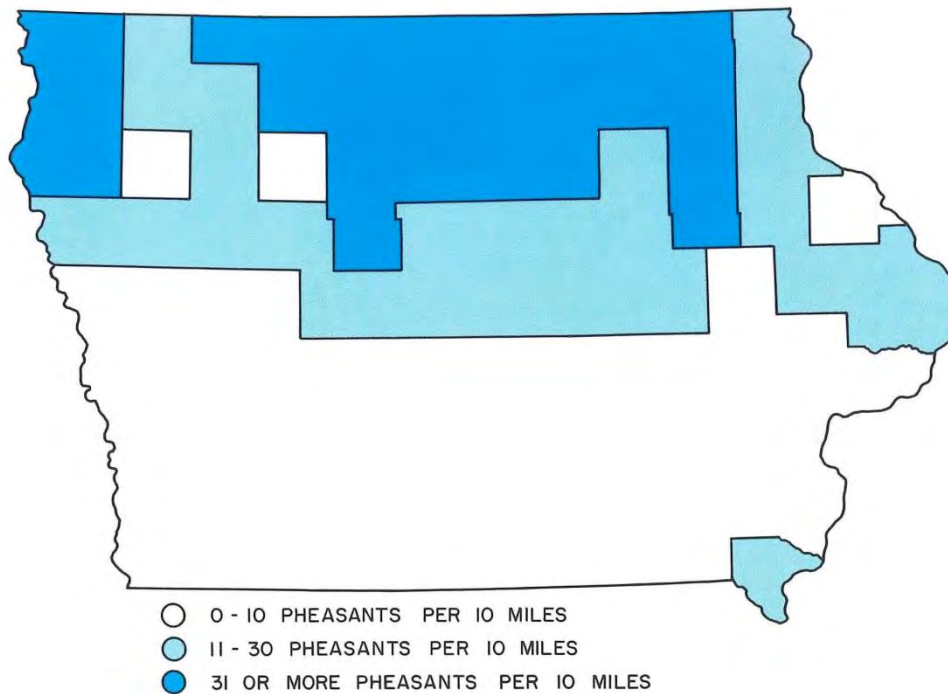 0 - 10 PHEASANTS PER 10 MILES
11 - 30 PHEASANTS PER 10 MILES
31 OR MORE PHEASANTS PER 10 MILES